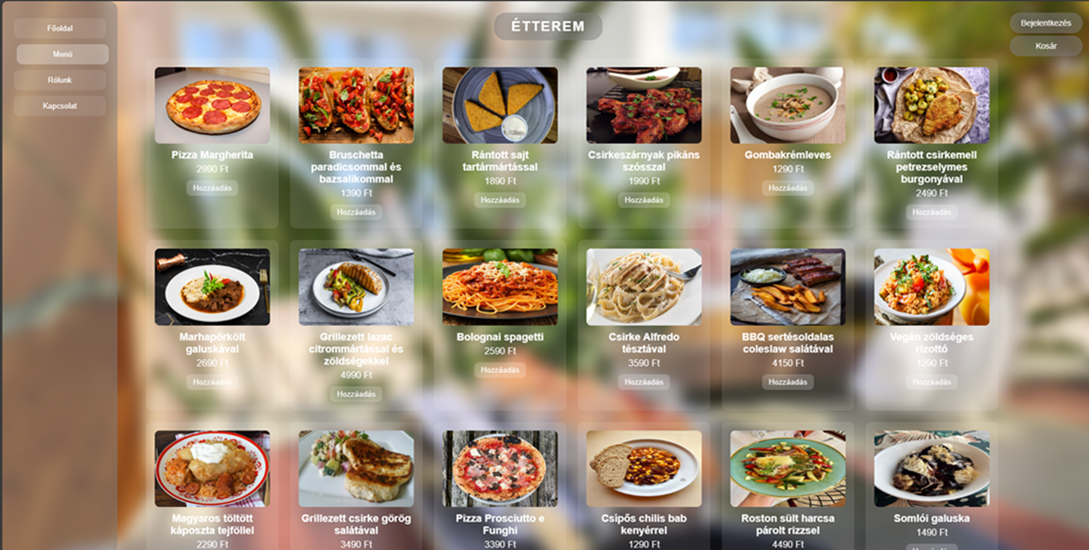 Főoldal
Menü
Rólunk
Kapcsolat
ÉTTEREM
Bejelentkezés
Kosár
Pizza Margherita
2990 Ft
Hozzáadás
Bruschetta
paradicsommal és
bazsalikommal
1390 Ft
Hozzáadás
Rántott sajt
tartármártással
1890 Ft
Hozzáadás
Csirkeszárnyak pikáns
szósszal
1990 Ft
Hozzáadás
Gombakrémleves
1290 Ft
Hozzáadás
Rántott csirkemell
petrezselymes
burgonyával
2490 Ft
Hozzáadás
Marhapörkölt
galuskával
2690 Ft
Hozzáadás
Grillezett lazac
citrommártással és
zöldségekkel
4990 Ft
Hozzáadás
Bolognai spagetti
2590 Ft
Hozzáadás
Csirke Alfredo
tésztával
3590 Ft
Hozzáadás
BBQ sertésoldalas
coleslaw salátával
4150 Ft
Hozzáadás
Vegán zöldséges
rizottó
1290 Ft
Hozzáadás
Magyaros töltött
káposzta tejföllel
2290 Ft
Grillezett csirke görög
salátával
3490 Ft
Pizza Prosciutto e
Funghi
3390 Ft
Csípős chilis bab
kenyérrel
1290 Ft
Roston sült harcsa
párolt rizzsel
4490 Ft
Somlói galuska
1490 Ft